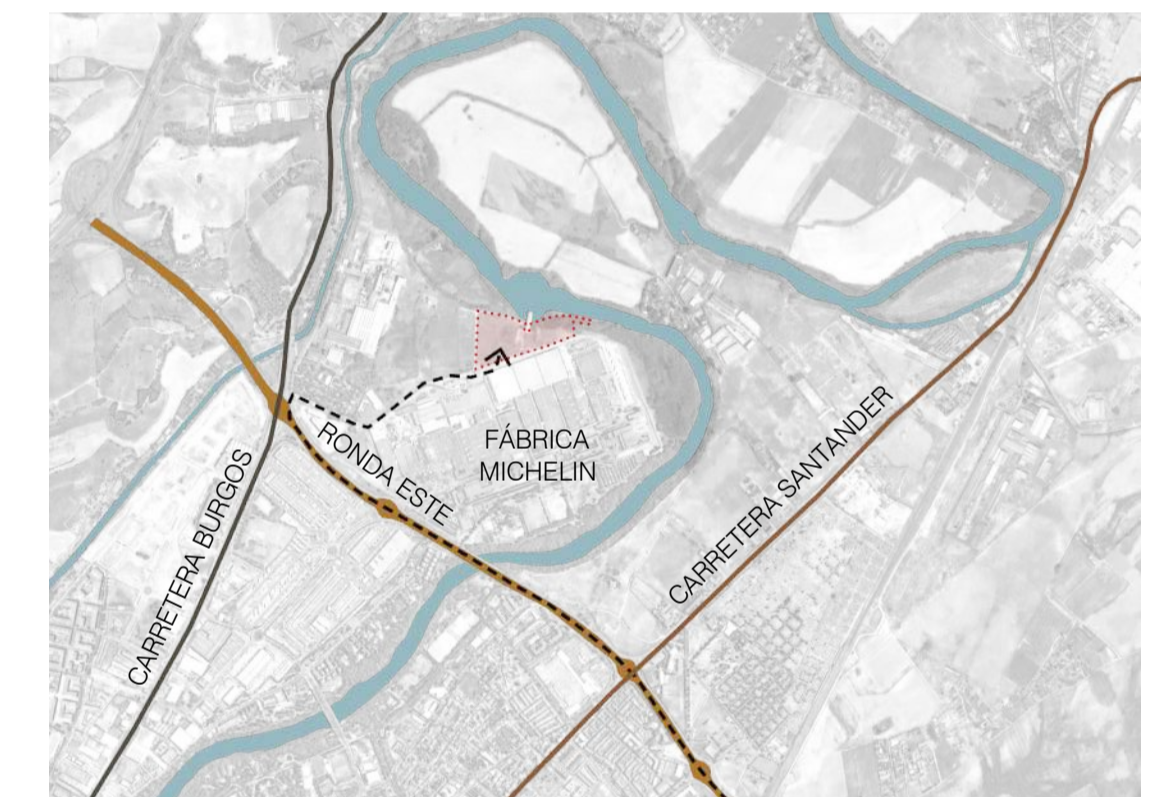 RONDA ESTE
FÁBRICA
MICHELIN
CARRETERA SANTANDER
CARRETERA BURGOS